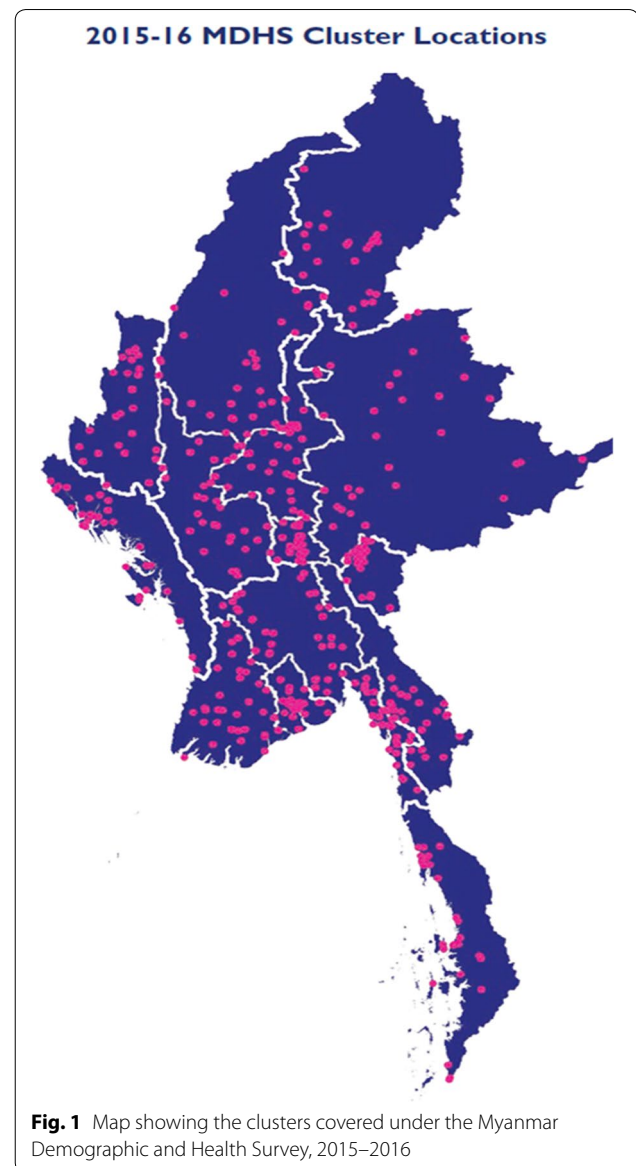 2015-16 MDHS Cluster Locations
Fig. 1 Map showing the clusters covered under the Myanmar
Demographic and Health Survey, 2015–2016